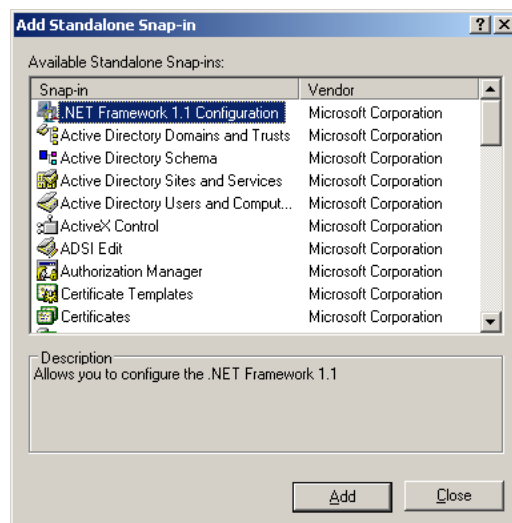 Add Standalone Snap-in
Available Standalone Snap-ins:
Snap-in Vendor
.NET Framework 1.1 Configuration Microsoft Corporation
Active Directory Domains and Trusts Microsoft Corporation
Active Directory Schema Microsoft Corporation
Active Directory Sites and Services Microsoft Corporation
Active Directory Users and Comput... Microsoft Corporation
ActiveX Control Microsoft Corporation
ADSI Edit Microsoft Corporation
Authorization Manager Microsoft Corporation
Certificate Templates Microsoft Corporation
Certificates Microsoft Corporation
Description
Allows you to configure the .NET Framework 1.1
Add Close